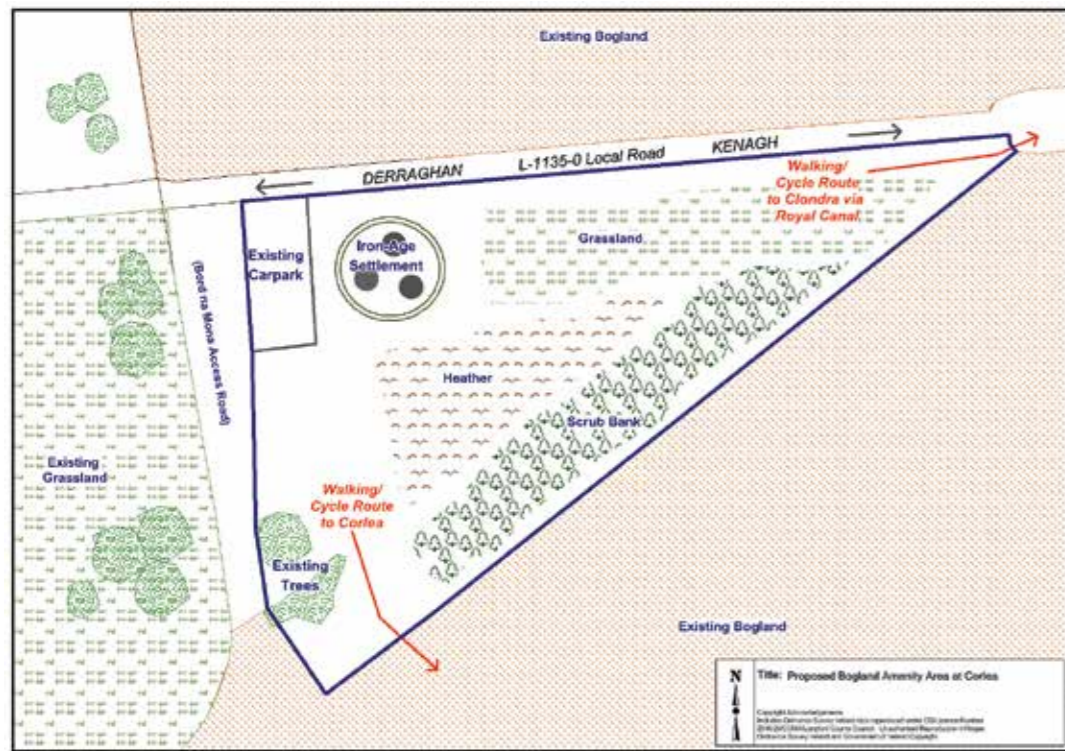 Existing Bogland
DERRAGHAN
L-1135-0 Local Road
KENAGH
Walking/
Cycle Route
to Clondra via
Royal Canal
Existing
Carpark
Iron-Age
Settlement
Grassland
(Bord na Mona Access Road)
Heather
Scrub Bank
Existing
Grassland
Walking/
Cycle Route
to Corlea
Existing
Trees
Existing Bogland
N
Title: Proposed Bogland Amenity Area at Corlea